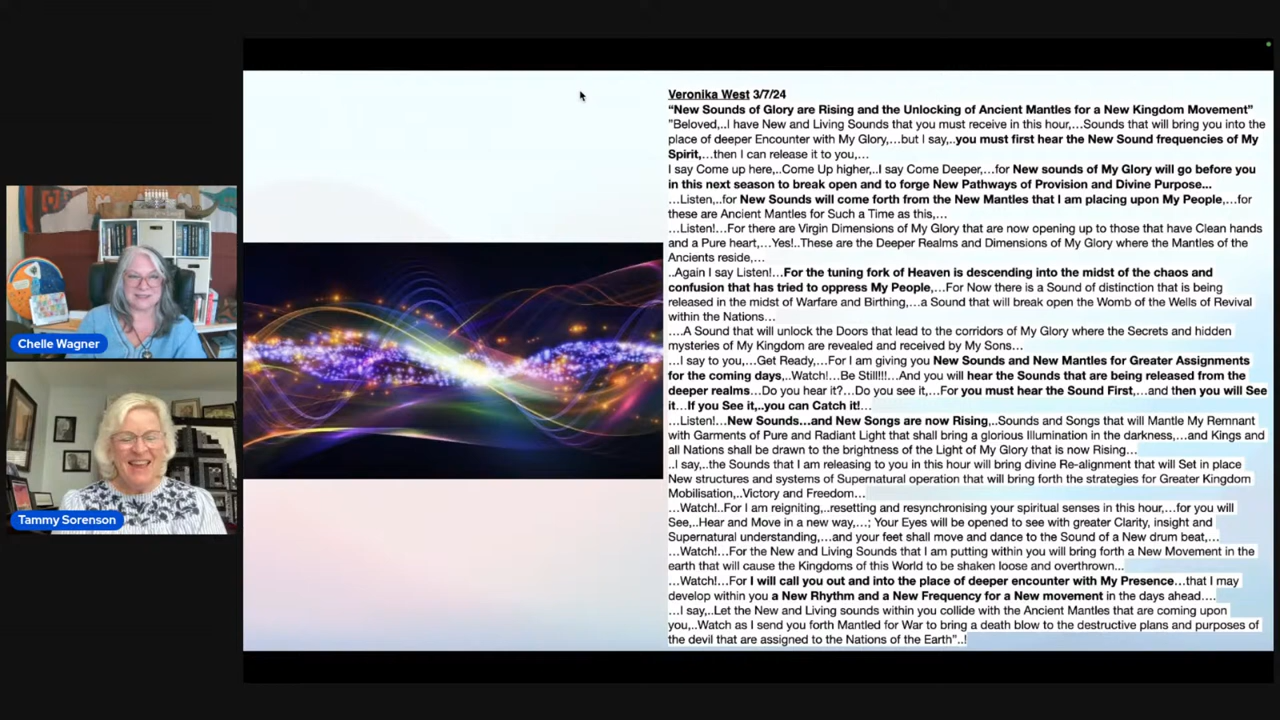 Chelle Wagner
Tammy Sorenson
Veronika West 3/7/24
“New Sounds of Glory are Rising and the Unlocking of Ancient Mantles for a New Kingdom Movement”
”Beloved,..I have New and Living Sounds that you must receive in this hour,…Sounds that will bring you into the
place of deeper Encounter with My Glory,…but I say,..you must first hear the New Sound frequencies of My
Spirit,…then I can release it to you,…
I say Come up here,..Come Up higher,..I say Come Deeper,…for New sounds of My Glory will go before you
in this next season to break open and to forge New Pathways of Provision and Divine Purpose...
…Listen,..for New Sounds will come forth from the New Mantles that I am placing upon My People,…for
these are Ancient Mantles for Such a Time as this,…
…Listen!…For there are Virgin Dimensions of My Glory that are now opening up to those that have Clean hands
and a Pure heart,…Yes!..These are the Deeper Realms and Dimensions of My Glory where the Mantles of the
Ancients reside,…
..Again I say Listen!…For the tuning fork of Heaven is descending into the midst of the chaos and
confusion that has tried to oppress My People,…For Now there is a Sound of distinction that is being
released in the midst of Warfare and Birthing,…a Sound that will break open the Womb of the Wells of Revival
within the Nations…
….A Sound that will unlock the Doors that lead to the corridors of My Glory where the Secrets and hidden
mysteries of My Kingdom are revealed and received by My Sons…
…I say to you,…Get Ready,…For I am giving you New Sounds and New Mantles for Greater Assignments
for the coming days,..Watch!…Be Still!!!…And you will hear the Sounds that are being released from the
deeper realms…Do you hear it?…Do you see it,…For you must hear the Sound First,…and then you will See
it…If you See it,..you can Catch it!…
…Listen!…New Sounds…and New Songs are now Rising,..Sounds and Songs that will Mantle My Remnant
with Garments of Pure and Radiant Light that shall bring a glorious Illumination in the darkness,…and Kings and
all Nations shall be drawn to the brightness of the Light of My Glory that is now Rising…
..I say,..the Sounds that I am releasing to you in this hour will bring divine Re-alignment that will Set in place
New structures and systems of Supernatural operation that will bring forth the strategies for Greater Kingdom
Mobilisation,..Victory and Freedom…
…Watch!..For I am reigniting,..resetting and resynchronising your spiritual senses in this hour,…for you will
See,..Hear and Move in a new way,…; Your Eyes will be opened to see with greater Clarity, insight and
Supernatural understanding,…and your feet shall move and dance to the Sound of a New drum beat,…
…Watch!…For the New and Living Sounds that I am putting within you will bring forth a New Movement in the
earth that will cause the Kingdoms of this World to be shaken loose and overthrown...
…Watch!…For I will call you out and into the place of deeper encounter with My Presence…that I may
develop within you a New Rhythm and a New Frequency for a New movement in the days ahead….
…I say,..Let the New and Living sounds within you collide with the Ancient Mantles that are coming upon
you,..Watch as I send you forth Mantled for War to bring a death blow to the destructive plans and purposes of
the devil that are assigned to the Nations of the Earth”..!